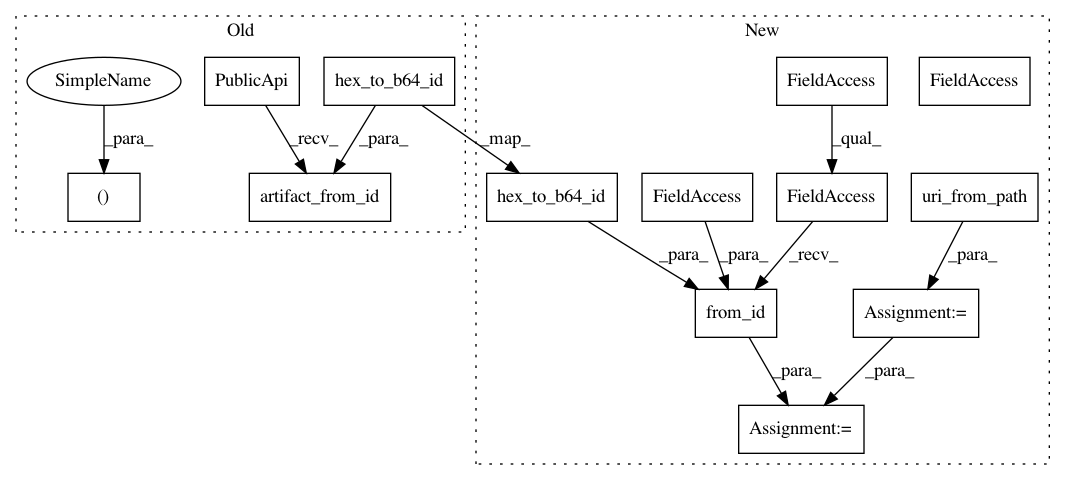 Old
New
SimpleName
PublicApi
hex_to_b64_id
FieldAccess
FieldAccess
_para_
_recv_
_para_
_map_
_qual_
()
artifact_from_id
hex_to_b64_id
FieldAccess
FieldAccess
uri_from_path
_para_
_para_
_recv_
_para_
from_id
Assignment:=
_para_
_para_
Assignment:=